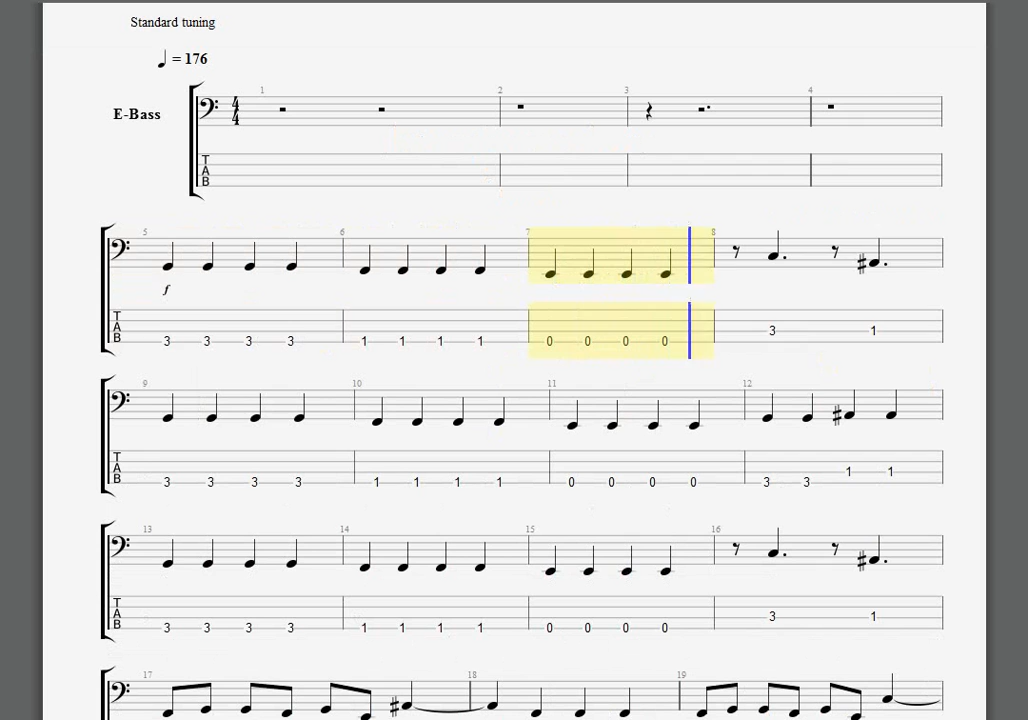 Standard tuning
♩ = 176
E-Bass
1 2 3 4
4
4
T
A
B
5 6 7 8
f
T
A
B
3 3 3 3 1 1 1 1 0 0 0 0 3 1
9 10 11 12
T
A
B
3 3 3 3 1 1 1 1 0 0 0 0 3 3 1 1
13 14 15 16
T
A
B
3 3 3 3 1 1 1 1 0 0 0 0 3 1
17 18 19